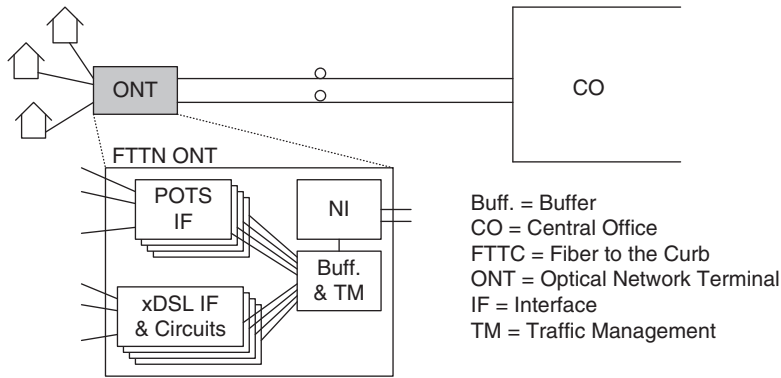 ONT
CO
FTTN ONT
POTS
IF
NI
Buff.
& TM
xDSL IF
& Circuits
Buff. = Buffer
CO = Central Office
FTTC = Fiber to the Curb
ONT = Optical Network Terminal
IF = Interface
TM = Traffic Management